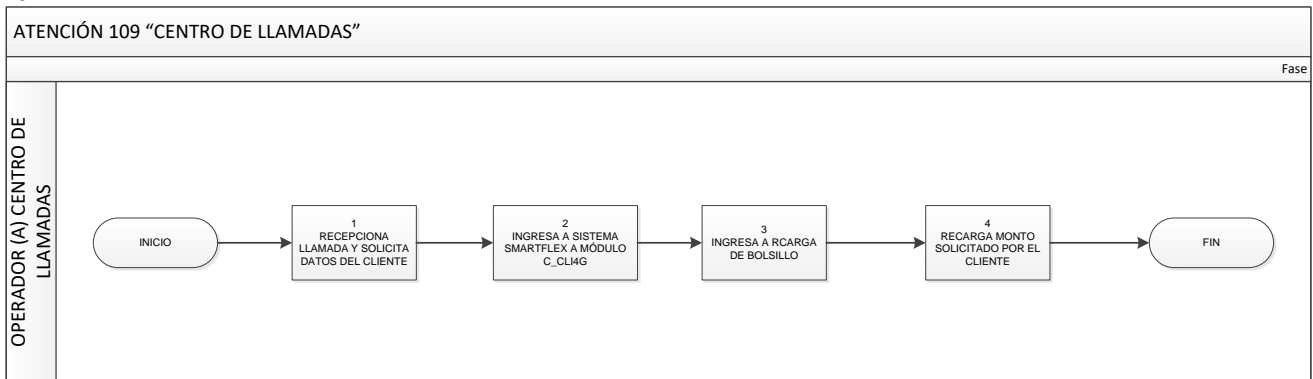 ATENCIÓN 109 “CENTRO DE LLAMADAS”
Fase
OPERADOR (A) CENTRO DE
LLAMADAS
INICIO
1
RECEPCIONA
LLAMADA Y SOLICITA
DATOS DEL CLIENTE
2
INGRESA A SISTEMA
SMARTFLEX A MÓDULO
C_CLI4G
3
INGRESA A RCARGA
DE BOLSILLO
4
RECARGA MONTO
SOLICITADO POR EL
CLIENTE
FIN